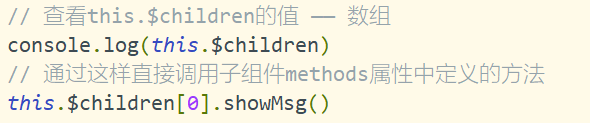 // 查看this.$children的值 —— 数组
console.log(this.$children)
// 通过这样直接调用子组件methods属性中定义的方法
this.$children[0].showMsg()